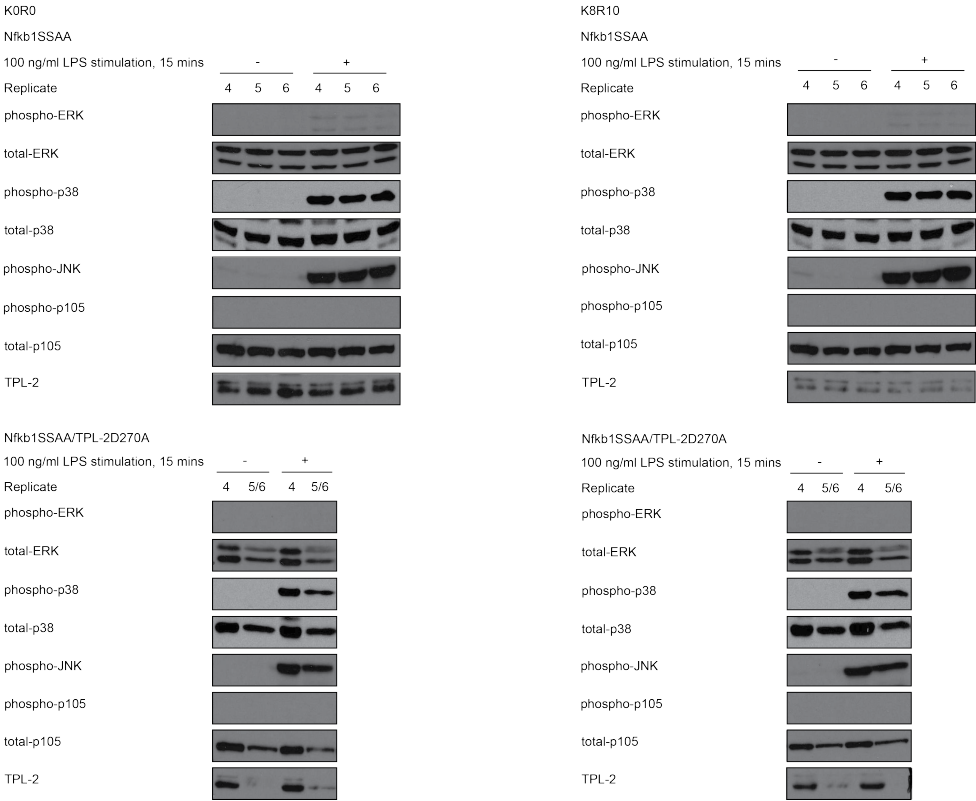 K0R0
Nfkb1SSAA
100 ng/ml LPS stimulation, 15 mins - +
Replicate 4 5 6 4 5 6
phospho-ERK
total-ERK
phospho-p38
total-p38
phospho-JNK
phospho-p105
total-p105
TPL-2
K8R10
Nfkb1SSAA
100 ng/ml LPS stimulation, 15 mins - +
Replicate 4 5 6 4 5 6
phospho-ERK
total-ERK
phospho-p38
total-p38
phospho-JNK
phospho-p105
total-p105
TPL-2
Nfkb1SSAA/TPL-2D270A
100 ng/ml LPS stimulation, 15 mins - +
Replicate 4 5/6 4 5/6
phospho-ERK
total-ERK
phospho-p38
total-p38
phospho-JNK
phospho-p105
total-p105
TPL-2
Nfkb1SSAA/TPL-2D270A
100 ng/ml LPS stimulation, 15 mins - +
Replicate 4 5/6 4 5/6
phospho-ERK
total-ERK
phospho-p38
total-p38
phospho-JNK
phospho-p105
total-p105
TPL-2